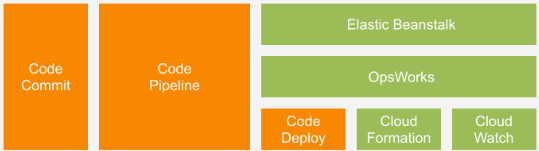 Code
Commit
Code
Pipeline
Elastic Beanstalk
OpsWorks
Code
Deploy
Cloud
Formation
Cloud
Watch